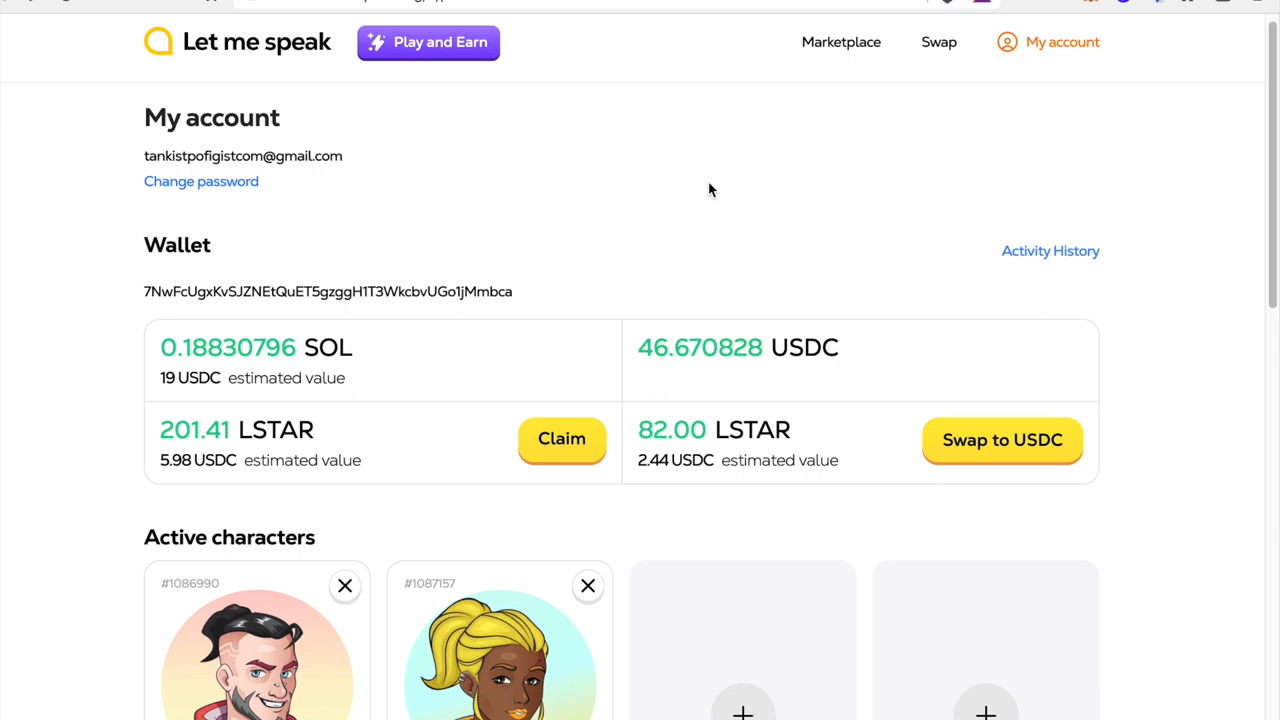 Let me speak Play and Earn Marketplace Swap My account
My account
tankistpofigistcom@gmail.com
Change password
Wallet Activity History
7NwFcUgxKvSJZNEtQuET5gzggH1T3WkcbvUGo1jMmbca
0.18830796 SOL 46.670828 USDC
19 USDC estimated value
201.41 LSTAR Claim 82.00 LSTAR Swap to USDC
5.98 USDC estimated value 2.44 USDC estimated value
Active characters
#1086990 #1087157